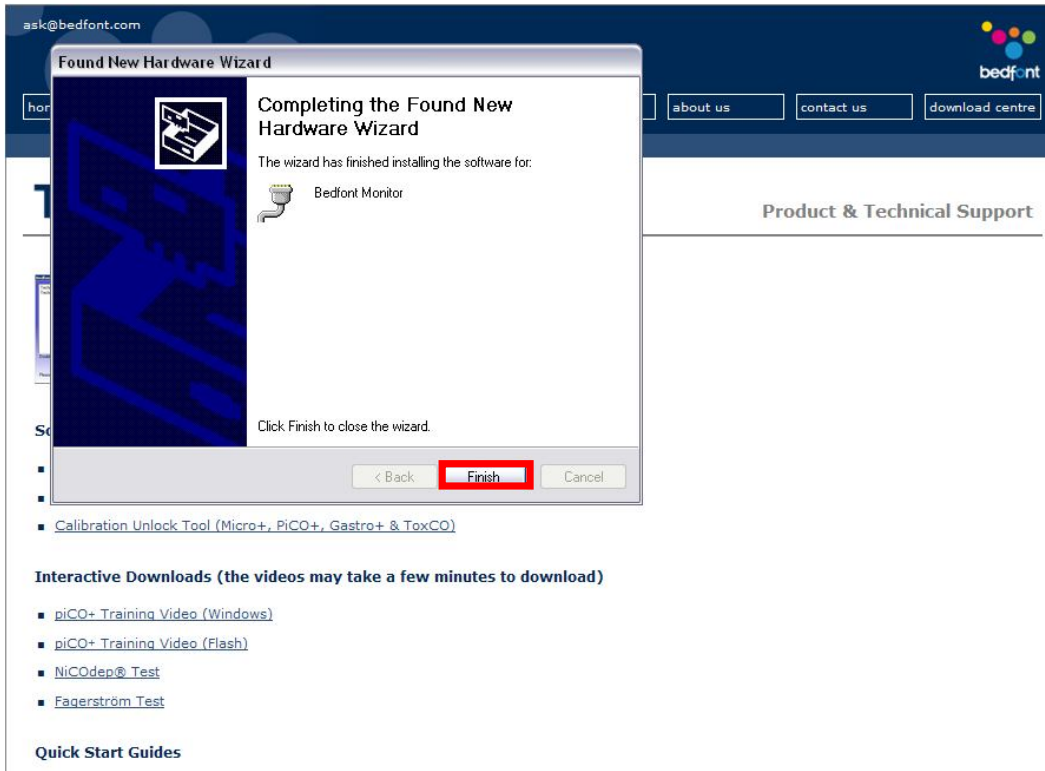 ask@bedfont.com
bedfont
about us
contact us
download centre
Found New Hardware Wizard
Completing the Found New
Hardware Wizard
The wizard has finished installing the software for:
Bedfont Monitor
Click Finish to close the wizard.
< Back
Finish
Cancel
Product & Technical Support
Calibration Unlock Tool (Micro+, PiCO+, Gastro+ & ToxCO)
Interactive Downloads (the videos may take a few minutes to download)
piCO+ Training Video (Windows)
piCO+ Training Video (Flash)
NiCOdep® Test
Fagerström Test
Quick Start Guides